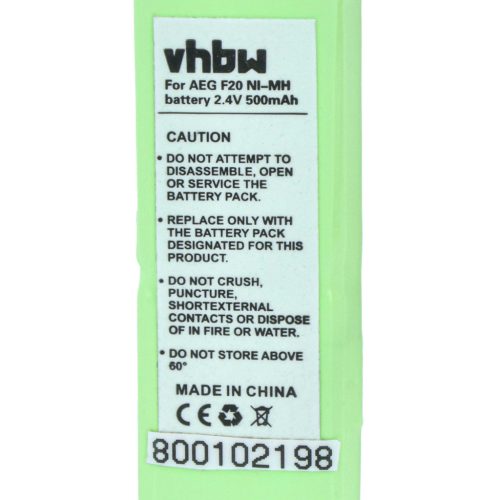 vhbw
For AEG F20 NI-MH
battery 2.4V 500mAh
CAUTION
• DO NOT ATTEMPT TO
DISASSEMBLE, OPEN
OR SERVICE THE
BATTERY PACK.
• REPLACE ONLY WITH
THE BATTERY PACK
DESIGNATED FOR THIS
PRODUCT.
• DO NOT CRUSH,
PUNCTURE,
SHORTEXTERNAL
CONTACTS OR DISPOSE
OF IN FIRE OR WATER.
• DO NOT STORE ABOVE
60°
MADE IN CHINA
CE
800102198